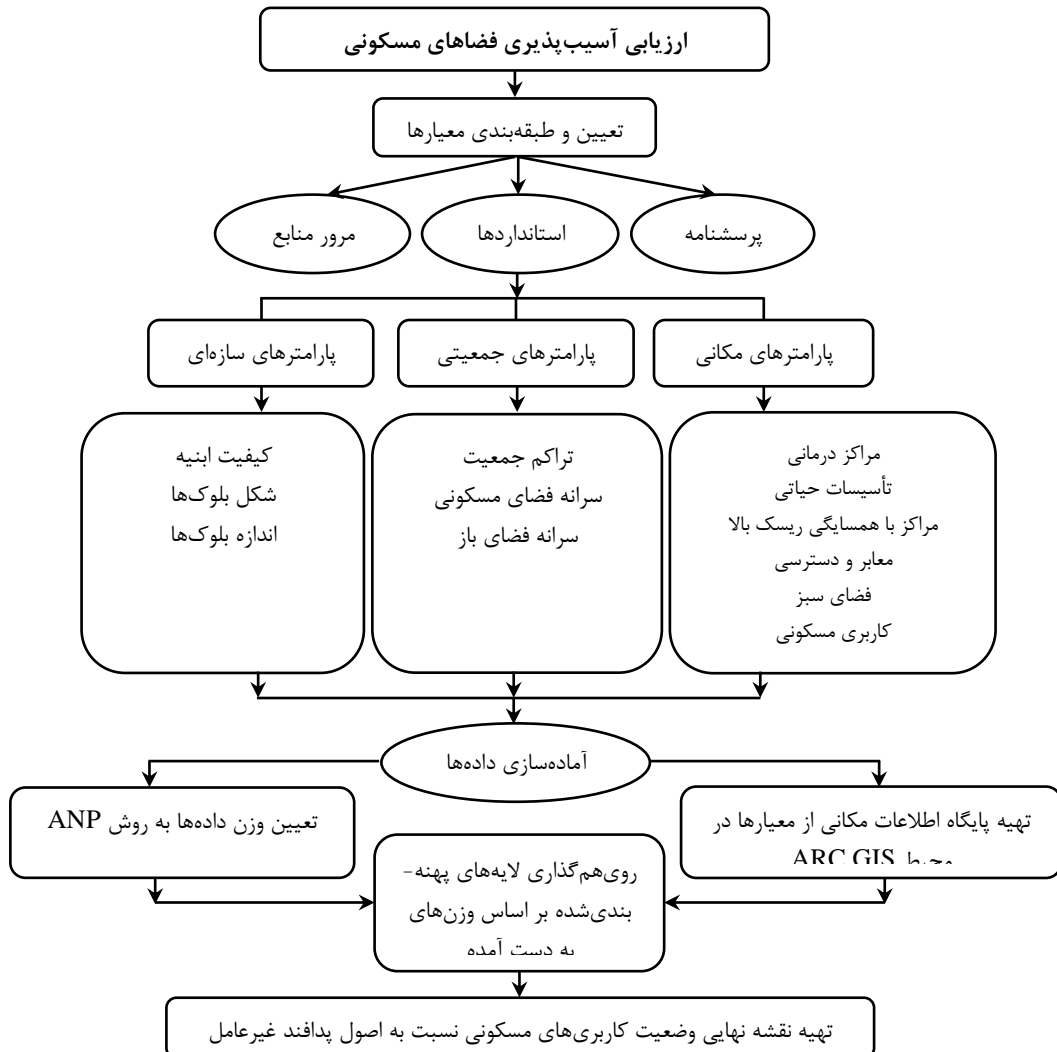 ارزیابی آسیب‌پذیری فضاهای مسکونی
تعیین و طبقه‌بندی معیارها
پرسشنامه
استانداردها
مرور منابع
پارامترهای مکانی
پارامترهای جمعیتی
پارامترهای سازه‌ای
مراکز درمانی
تأسیسات حیاتی
مراکز با همسایگی ریسک بالا
معابر و دسترسی
فضای سبز
کاربری مسکونی
تراکم جمعیت
سرانه فضای مسکونی
سرانه فضای باز
کیفیت ابنیه
شکل بلوک‌ها
اندازه بلوک‌ها
آماده‌سازی داده‌ها
تهیه پایگاه اطلاعات مکانی از معیارها در
محیط ARC GIS
تعیین وزن داده‌ها به روش ANP
روی‌هم‌گذاری لایه‌های پهنه-
بندی‌شده بر اساس وزن‌های
به دست آمده
تهیه نقشه نهایی وضعیت کاربری‌های مسکونی نسبت به اصول پدافند غیرعامل